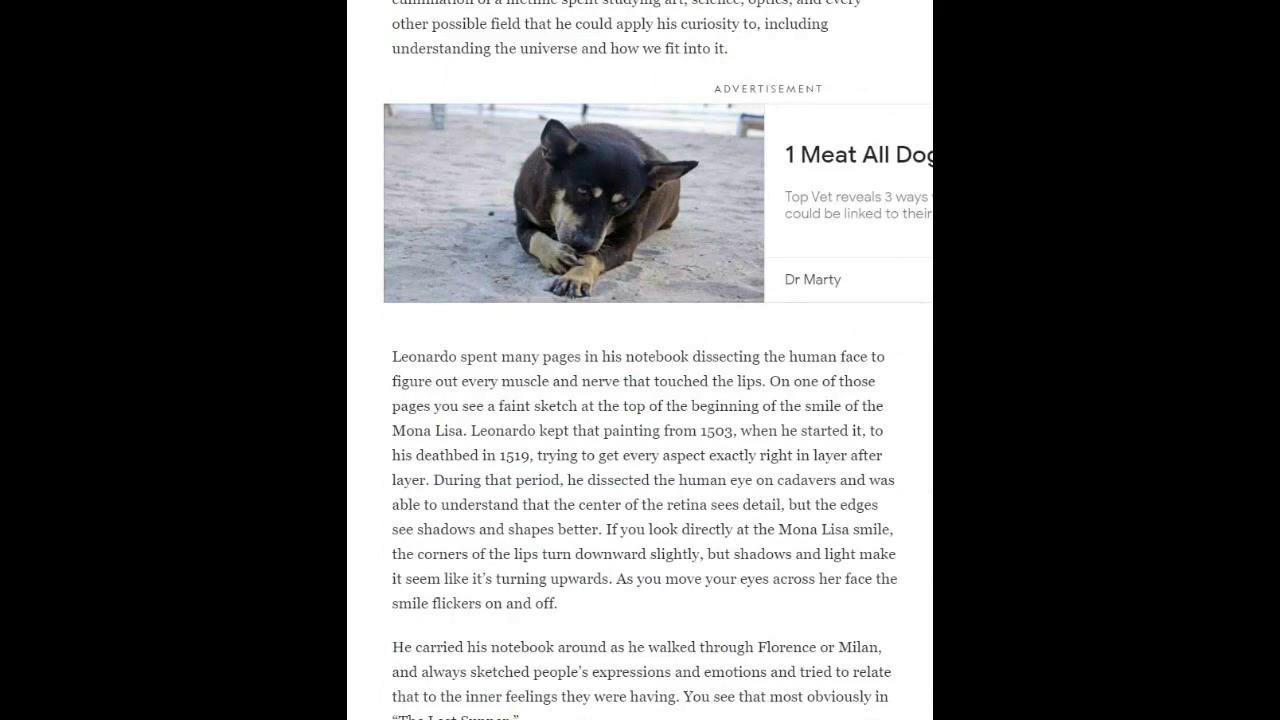 other possible field that he could apply his curiosity to, including
understanding the universe and how we fit into it.
ADVERTISEMENT
1 Meat All Dog
Top Vet reveals 3 ways
could be linked to their
Dr Marty
Leonardo spent many pages in his notebook dissecting the human face to
figure out every muscle and nerve that touched the lips. On one of those
pages you see a faint sketch at the top of the beginning of the smile of the
Mona Lisa. Leonardo kept that painting from 1503, when he started it, to
his deathbed in 1519, trying to get every aspect exactly right in layer after
layer. During that period, he dissected the human eye on cadavers and was
able to understand that the center of the retina sees detail, but the edges
see shadows and shapes better. If you look directly at the Mona Lisa smile,
the corners of the lips turn downward slightly, but shadows and light make
it seem like it’s turning upwards. As you move your eyes across her face the
smile flickers on and off.
He carried his notebook around as he walked through Florence or Milan,
and always sketched people’s expressions and emotions and tried to relate
that to the inner feelings they were having. You see that most obviously in
“The Last Supper.”